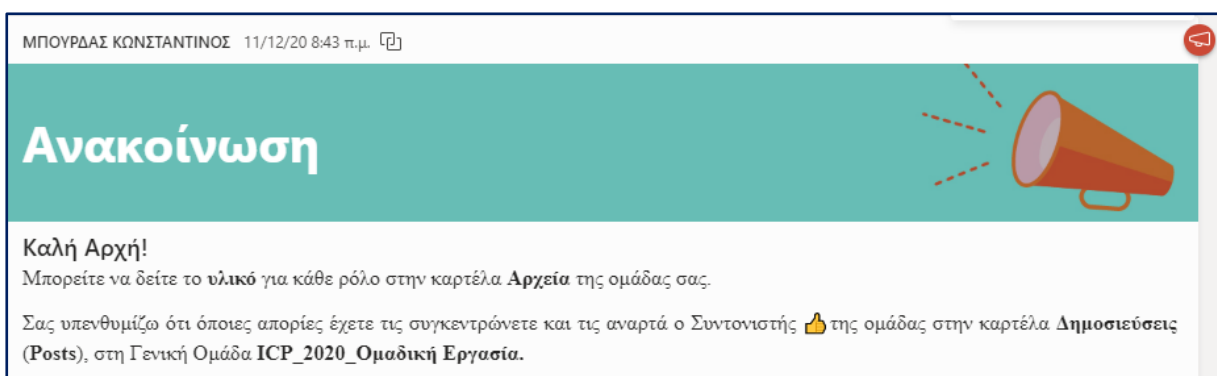 ΜΠΟΥΡΔΑΣ ΚΩΝΣΤΑΝΤΙΝΟΣ 11/12/20 8:43 π.μ.
Ανακοίνωση
Καλή Αρχή!
Μπορείτε να δείτε το υλικό για κάθε ρόλο στην καρτέλα Αρχεία της ομάδας σας.
Σας υπενθυμίζω ότι όποιες απορίες έχετε τις συγκεντρώνετε και τις αναρτά ο Συντονιστής 👍 της ομάδας στην καρτέλα Δημοσιεύσεις
(Posts), στη Γενική Ομάδα ICP_2020_Ομαδική Εργασία.